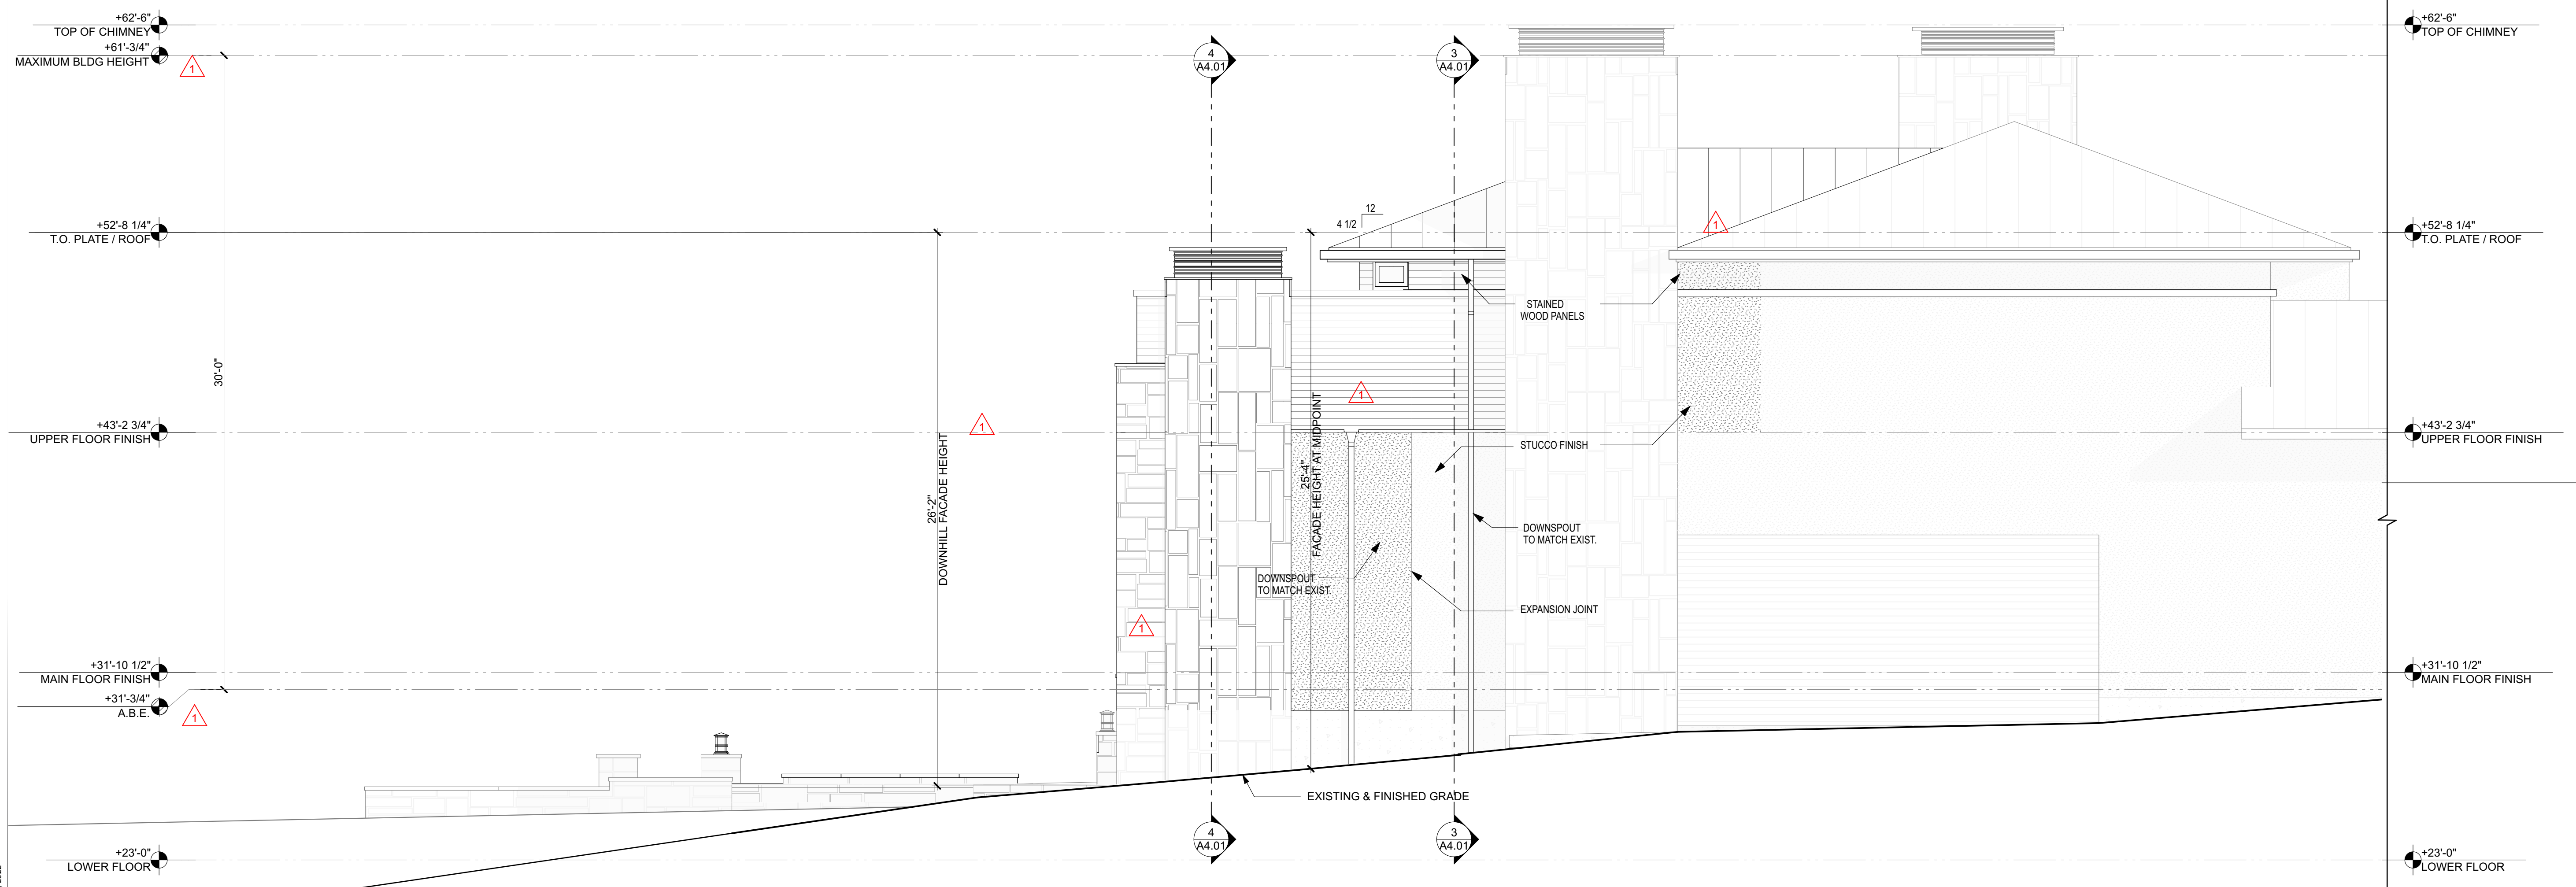 +62'-6"
TOP OF CHIMNEY
+61'-3/4"
MAXIMUM BLDG HEIGHT
1
4
A4.01
3
A4.01
+62'-6"
TOP OF CHIMNEY
+52'-8 1/4"
T.O. PLATE / ROOF
12
4 1/2
1
+52'-8 1/4"
T.O. PLATE / ROOF
STAINED
WOOD PANELS
30'-0"
1
1
+43'-2 3/4"
UPPER FLOOR FINISH
STUCCO FINISH
+43'-2 3/4"
UPPER FLOOR FINISH
26'-2"
DOWNHILL FACADE HEIGHT
25'-4"
FACADE HEIGHT AT MIDPOINT
DOWNSPOUT
TO MATCH EXIST.
DOWNSPOUT
TO MATCH EXIST.
EXPANSION JOINT
1
+31'-10 1/2"
MAIN FLOOR FINISH
+31'-10 1/2"
MAIN FLOOR FINISH
+31'-3/4"
A.B.E.
1
EXISTING & FINISHED GRADE
4
A4.01
3
A4.01
+23'-0"
LOWER FLOOR
+23'-0"
LOWER FLOOR